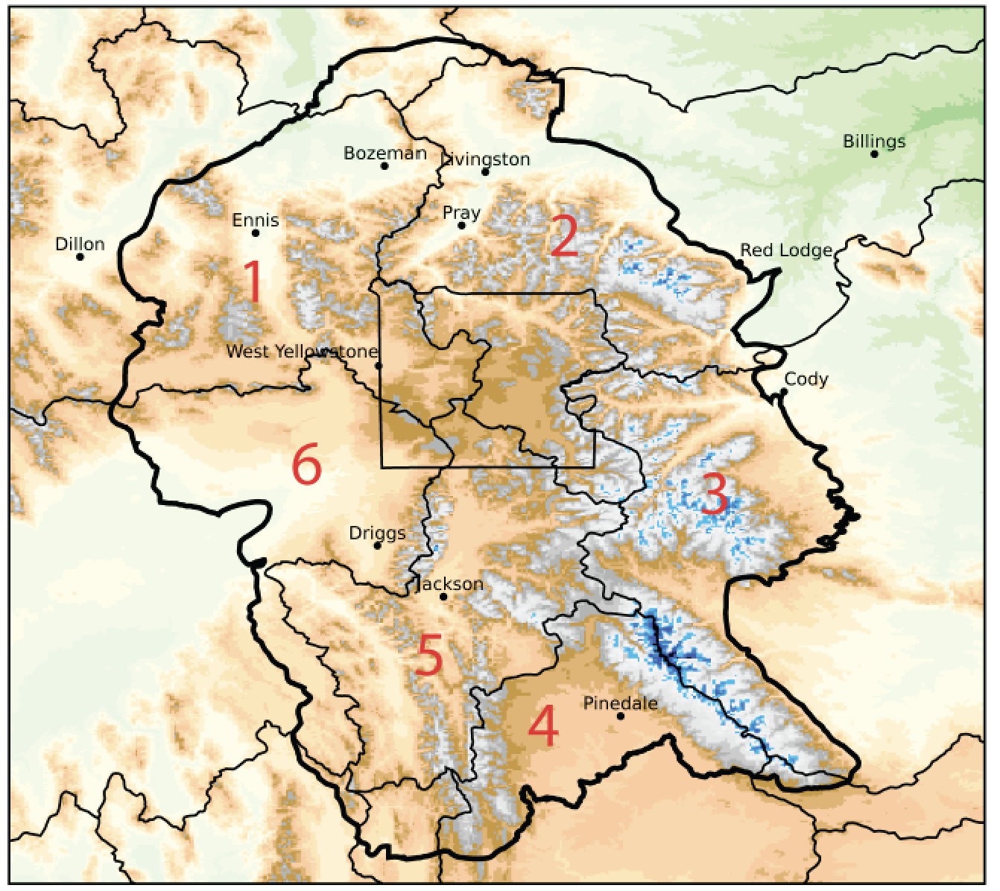 Billings
Bozeman
Livingston
Pray
Ennis
2
Dillon
Red Lodge
1
West Yellowstone
Cody
6
3
Driggs
Jackson
5
Pinedale
4